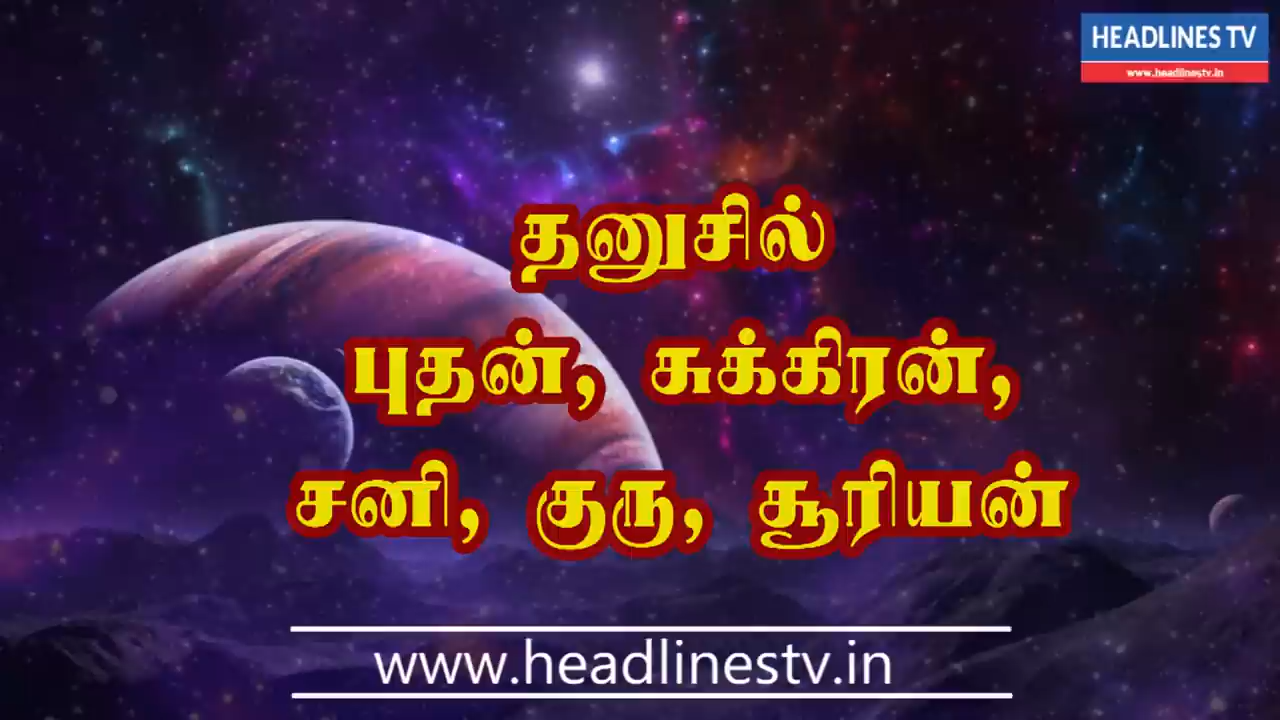 HEADLINES TV
www.headlinestv.in
தனுசில்
புதன், சுக்கிரன்,
சனி, குரு, சூரியன்
www.headlinestv.in